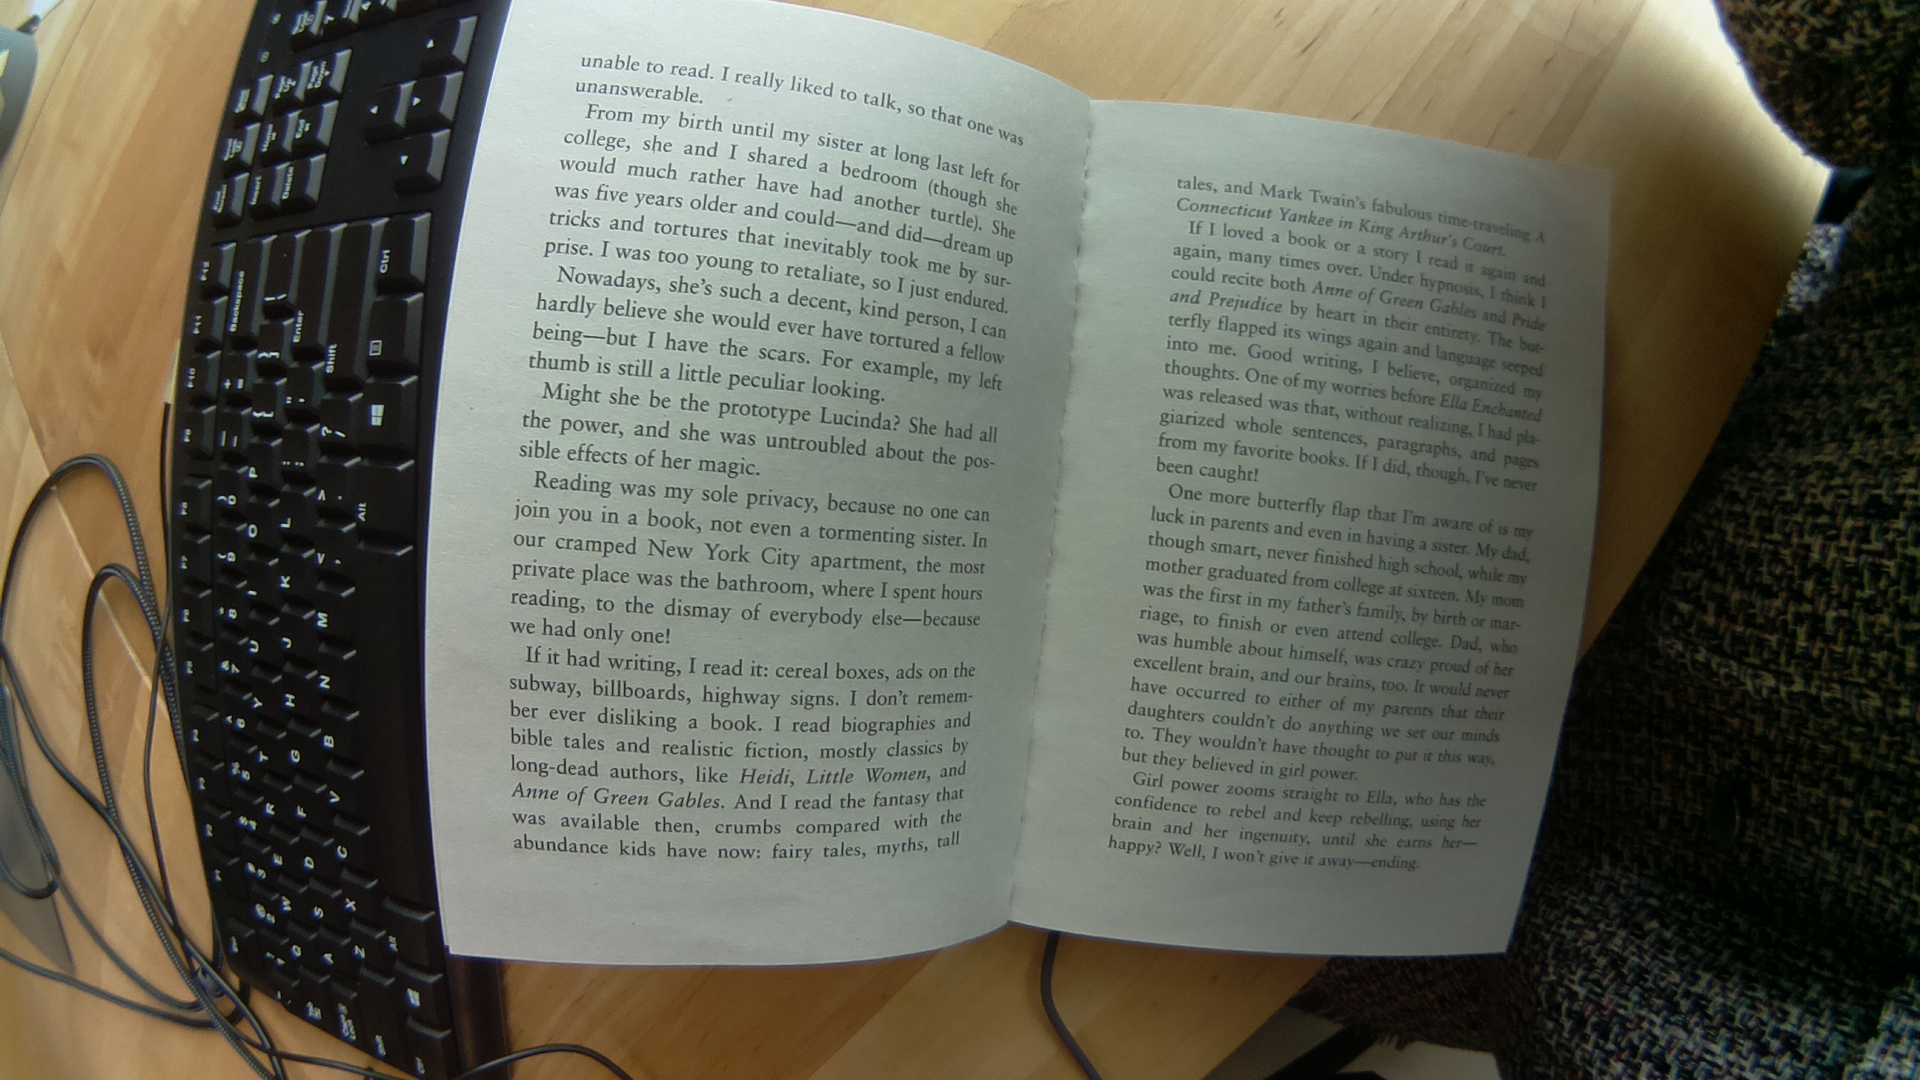 unable to read. I really liked to talk, so that one was
unanswerable.
From my birth until my sister at long last left for
college, she and I shared a bedroom (though she
would much rather have had another turtle). She
was five years older and could—and did—dream up
tricks and tortures that inevitably took me by sur-
prise. I was too young to retaliate, so I just endured.
Nowadays, she's such a decent, kind person, I can
hardly believe she would ever have tortured a fellow
being—but I have the scars. For example, my left
thumb is still a little peculiar looking.
Might she be the prototype Lucinda? She had all
the power, and she was untroubled about the pos-
sible effects of her magic.
Reading was my sole privacy, because no one can
join you in a book, not even a tormenting sister. In
our cramped New York City apartment, the most
private place was the bathroom, where I spent hours
reading, to the dismay of everybody else—because
we had only one!
If it had writing, I read it: cereal boxes, ads on the
subway, billboards, highway signs. I don't remem-
ber ever disliking a book. I read biographies and
bible tales and realistic fiction, mostly classics by
long-dead authors, like Heidi, Little Women, and
Anne of Green Gables. And I read the fantasy that
was available then, crumbs compared with the
abundance kids have now: fairy tales, myths, tall
tales, and Mark Twain's fabulous time-traveling A
Connecticut Yankee in King Arthur's Court.
If I loved a book or a story I read it again and
again, many times over. Under hypnosis, I think I
could recite both Anne of Green Gables and Pride
and Prejudice by heart in their entirety. The but-
terfly flapped its wings again and language seeped
into me. Good writing, I believe, organized my
thoughts. One of my worries before Ella Enchanted
was released was that, without realizing, I had pla-
giarized whole sentences, paragraphs, and pages
from my favorite books. If I did, though, I've never
been caught!
One more butterfly flap that I'm aware of is my
luck in parents and even in having a sister. My dad,
though smart, never finished high school, while my
mother graduated from college at sixteen. My mom
was the first in my father's family, by birth or mar-
riage, to finish or even attend college. Dad, who
was humble about himself, was crazy proud of her
excellent brain, and our brains, too. It would never
have occurred to either of my parents that their
daughters couldn't do anything we set our minds
to. They wouldn't have thought to put it this way,
but they believed in girl power.
Girl power zooms straight to Ella, who has the
confidence to rebel and keep rebelling, using her
brain and her ingenuity, until she earns her—
happy? Well, I won't give it away—ending.
Backspace
Enter
Shift
Ctrl
Alt
Delete
Insert
Home
End